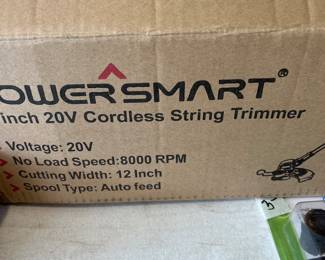 OWERSMART®
inch 20V Cordless String Trimmer
Voltage: 20V
No Load Speed:8000 RPM
Cutting Width: 12 Inch
Spool Type: Auto feed